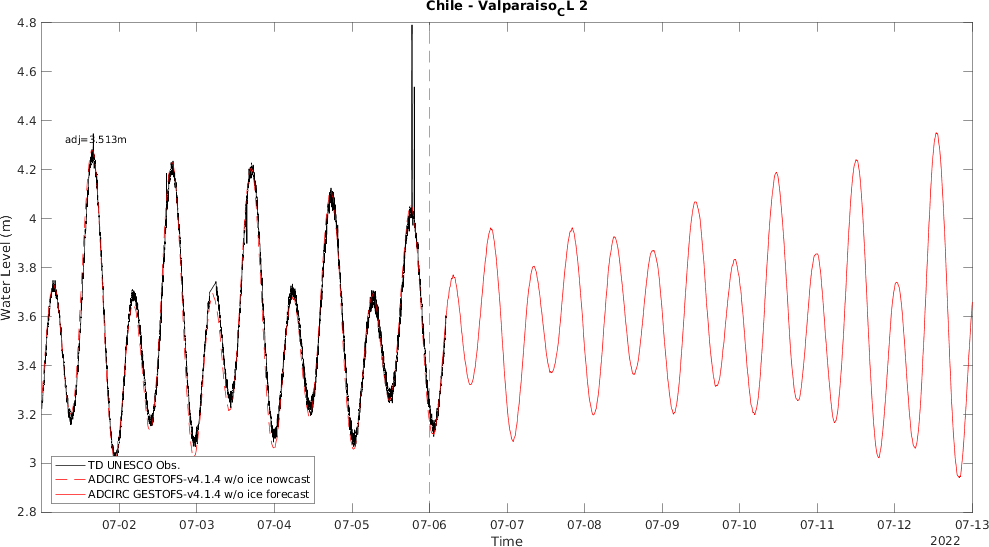 Chile - Valparaiso_CL 2
4.8
4.6
4.4
4.2
4
3.8
3.6
3.4
3.2
3
2.8
Water Level (m)
adj=3.513m
TD UNESCO Obs.
ADCIRC GESTOFS-v4.1.4 w/o ice nowcast
ADCIRC GESTOFS-v4.1.4 w/o ice forecast
07-02 07-03 07-04 07-05 07-06 07-07 07-08 07-09 07-10 07-11 07-12 07-13
Time
2022